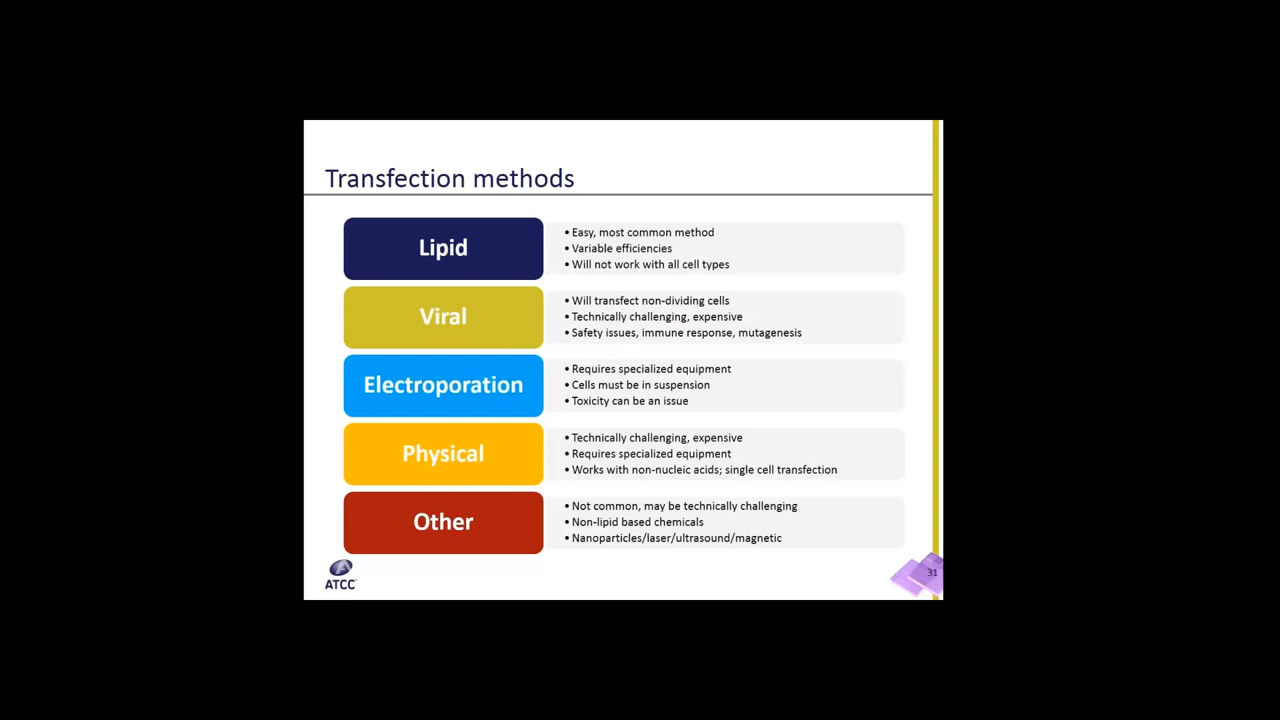 Transfection methods
Lipid
• Easy, most common method
• Variable efficiencies
• Will not work with all cell types
Viral
• Will transfect non-dividing cells
• Technically challenging, expensive
• Safety issues, immune response, mutagenesis
Electroporation
• Requires specialized equipment
• Cells must be in suspension
• Toxicity can be an issue
Physical
• Technically challenging, expensive
• Requires specialized equipment
• Works with non-nucleic acids; single cell transfection
Other
• Not common, may be technically challenging
• Non-lipid based chemicals
• Nanoparticles/laser/ultrasound/magnetic
ATCC
31